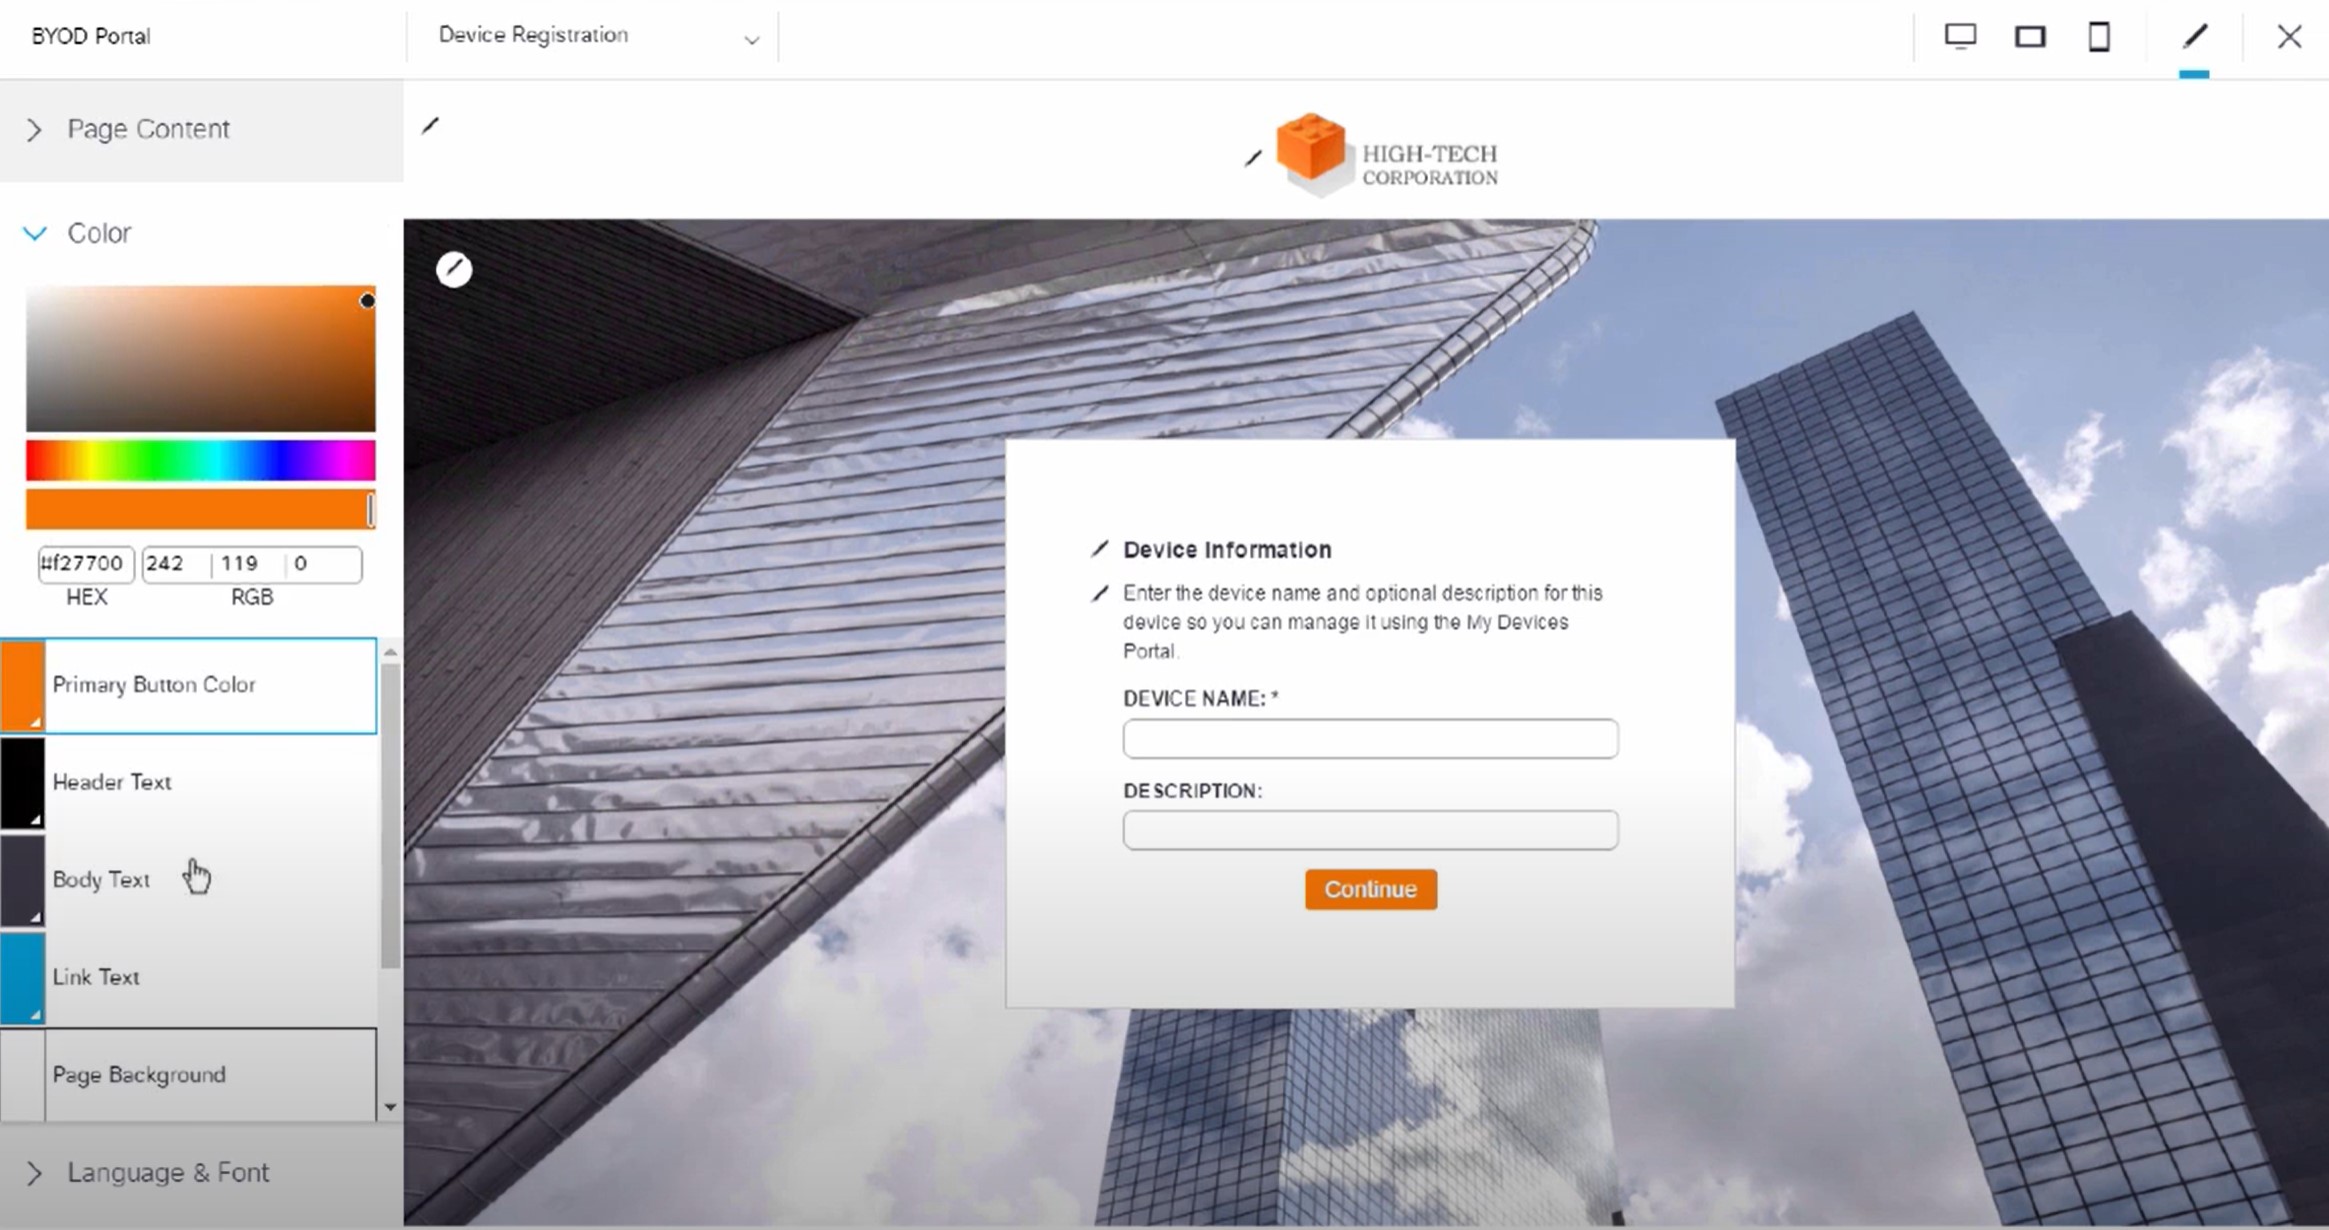 BYOD Portal
Device Registration
Page Content
HIGH-TECH
CORPORATION
Color
#f27700 242 119 0
HEX RGB
Primary Button Color
Header Text
Body Text
Link Text
Page Background
Language & Font
Device Information
Enter the device name and optional description for this
device so you can manage it using the My Devices
Portal.
DEVICE NAME: *
DESCRIPTION:
Continue